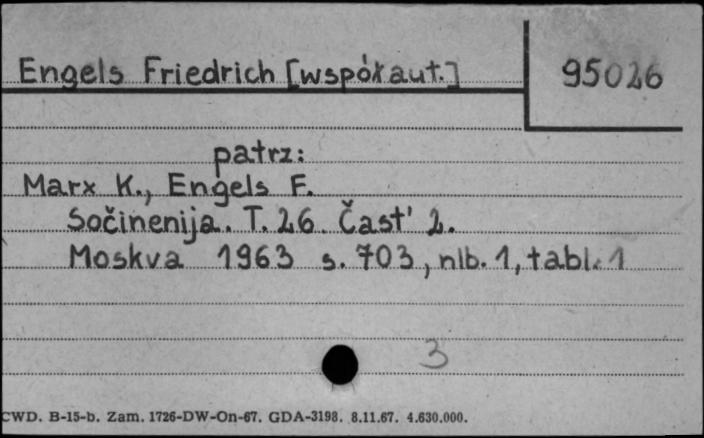 Engels Friedrich [współaut.] 95026
patrz:
Marx K., Engels F.
Sočinenija. T. 26. Čast' 2.
Moskva 1963 s. 703, nlb. 1, tabl. 1
3
CWD. B-15-b. Zam. 1726-DW-On-67. GDA-3198. 8.11.67. 4.630.000.